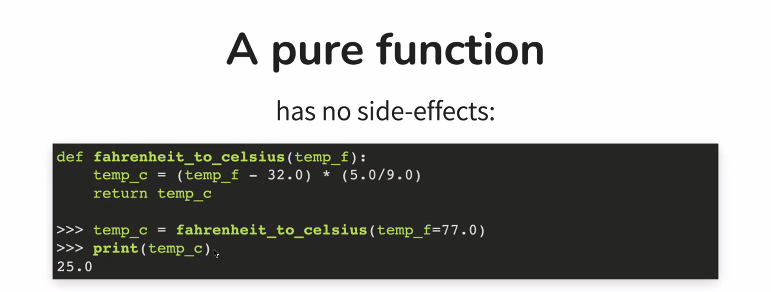 A pure function
has no side-effects:
def fahrenheit_to_celsius(temp_f):
    temp_c = (temp_f - 32.0) * (5.0/9.0)
    return temp_c
>>> temp_c = fahrenheit_to_celsius(temp_f=77.0)
>>> print(temp_c)
25.0